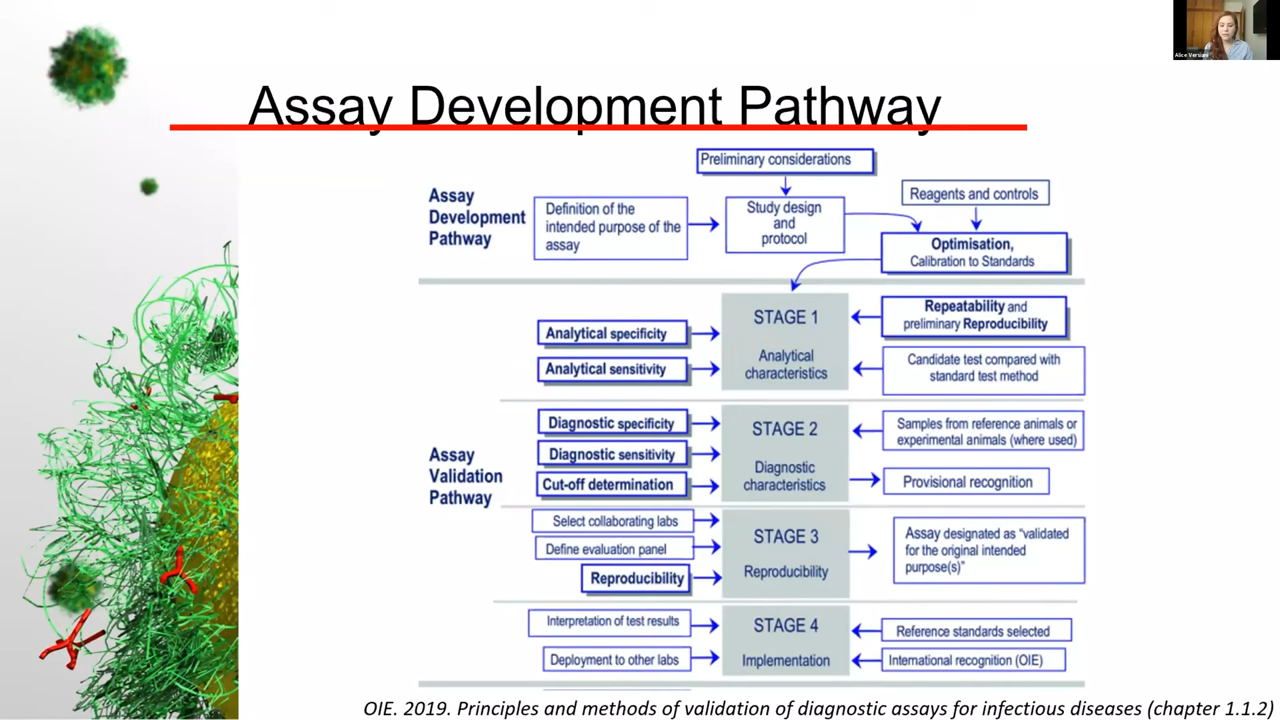 Alice Versiani
Assay Development Pathway
Preliminary considerations
Assay
Development
Pathway
Definition of the
intended purpose of the
assay
Study design
and
protocol
Reagents and controls
Optimisation,
Calibration to Standards
Assay
Validation
Pathway
Analytical specificity
Analytical sensitivity
STAGE 1
Analytical
characteristics
Repeatability and
preliminary Reproducibility
Candidate test compared with
standard test method
Diagnostic specificity
Diagnostic sensitivity
Cut-off determination
STAGE 2
Diagnostic
characteristics
Samples from reference animals or
experimental animals (where used)
Provisional recognition
Select collaborating labs
Define evaluation panel
Reproducibility
STAGE 3
Reproducibility
Assay designated as "validated
for the original intended
purpose(s)"
Interpretation of test results
Deployment to other labs
STAGE 4
Implementation
Reference standards selected
International recognition (OIE)
OIE. 2019. Principles and methods of validation of diagnostic assays for infectious diseases (chapter 1.1.2)